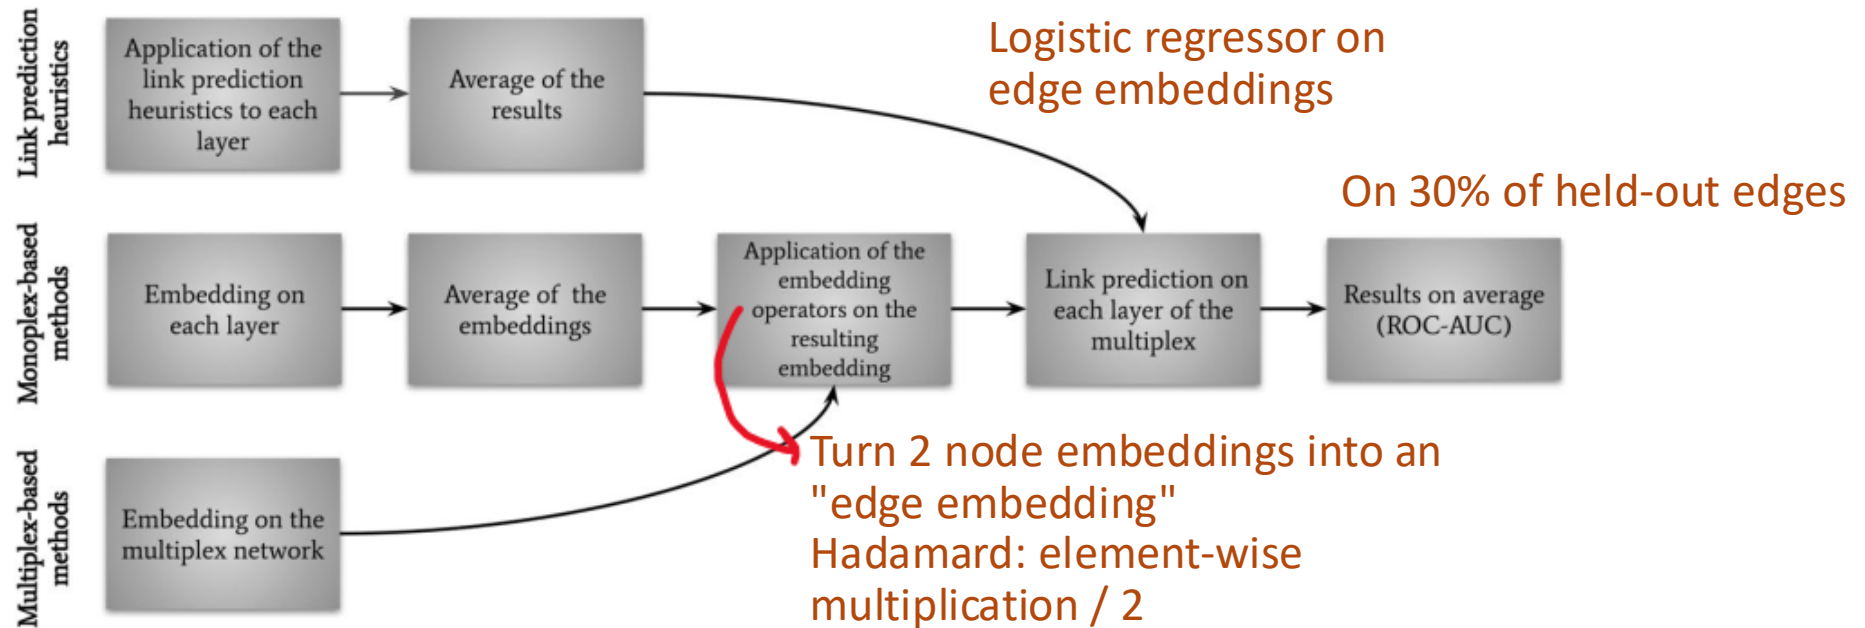 Link prediction
heuristics
Application of the
link prediction
heuristics to each
layer
Average of the
results
Logistic regressor on
edge embeddings
On 30% of held-out edges
Monoplex-based
methods
Embedding on
each layer
Average of the
embeddings
Application of the
embedding
operators on the
resulting
embedding
Link prediction on
each layer of the
multiplex
Results on average
(ROC-AUC)
Multiplex-based
methods
Embedding on the
multiplex network
Turn 2 node embeddings into an
"edge embedding"
Hadamard: element-wise
multiplication / 2